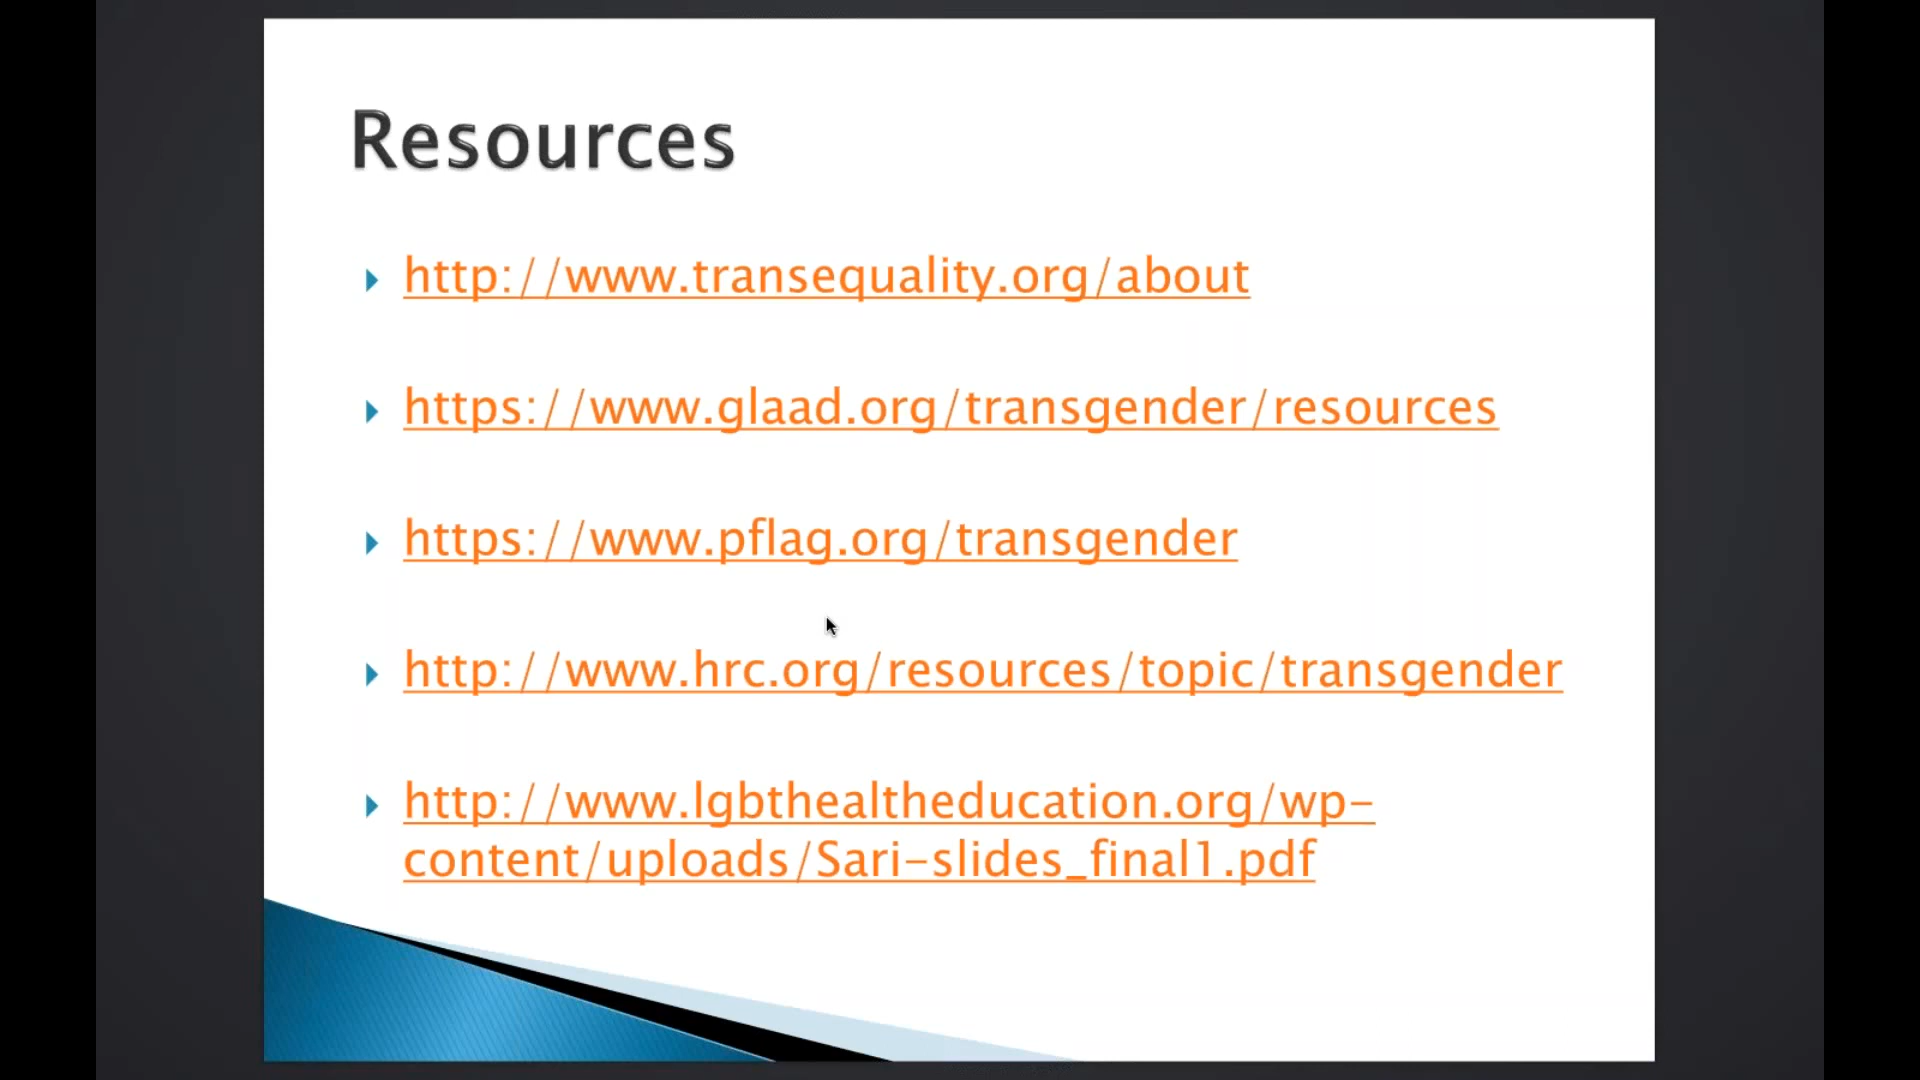 Resources
http://www.transequality.org/about
https://www.glaad.org/transgender/resources
https://www.pflag.org/transgender
http://www.hrc.org/resources/topic/transgender
http://www.lgbthealtheducation.org/wp-
content/uploads/Sari-slides_final1.pdf